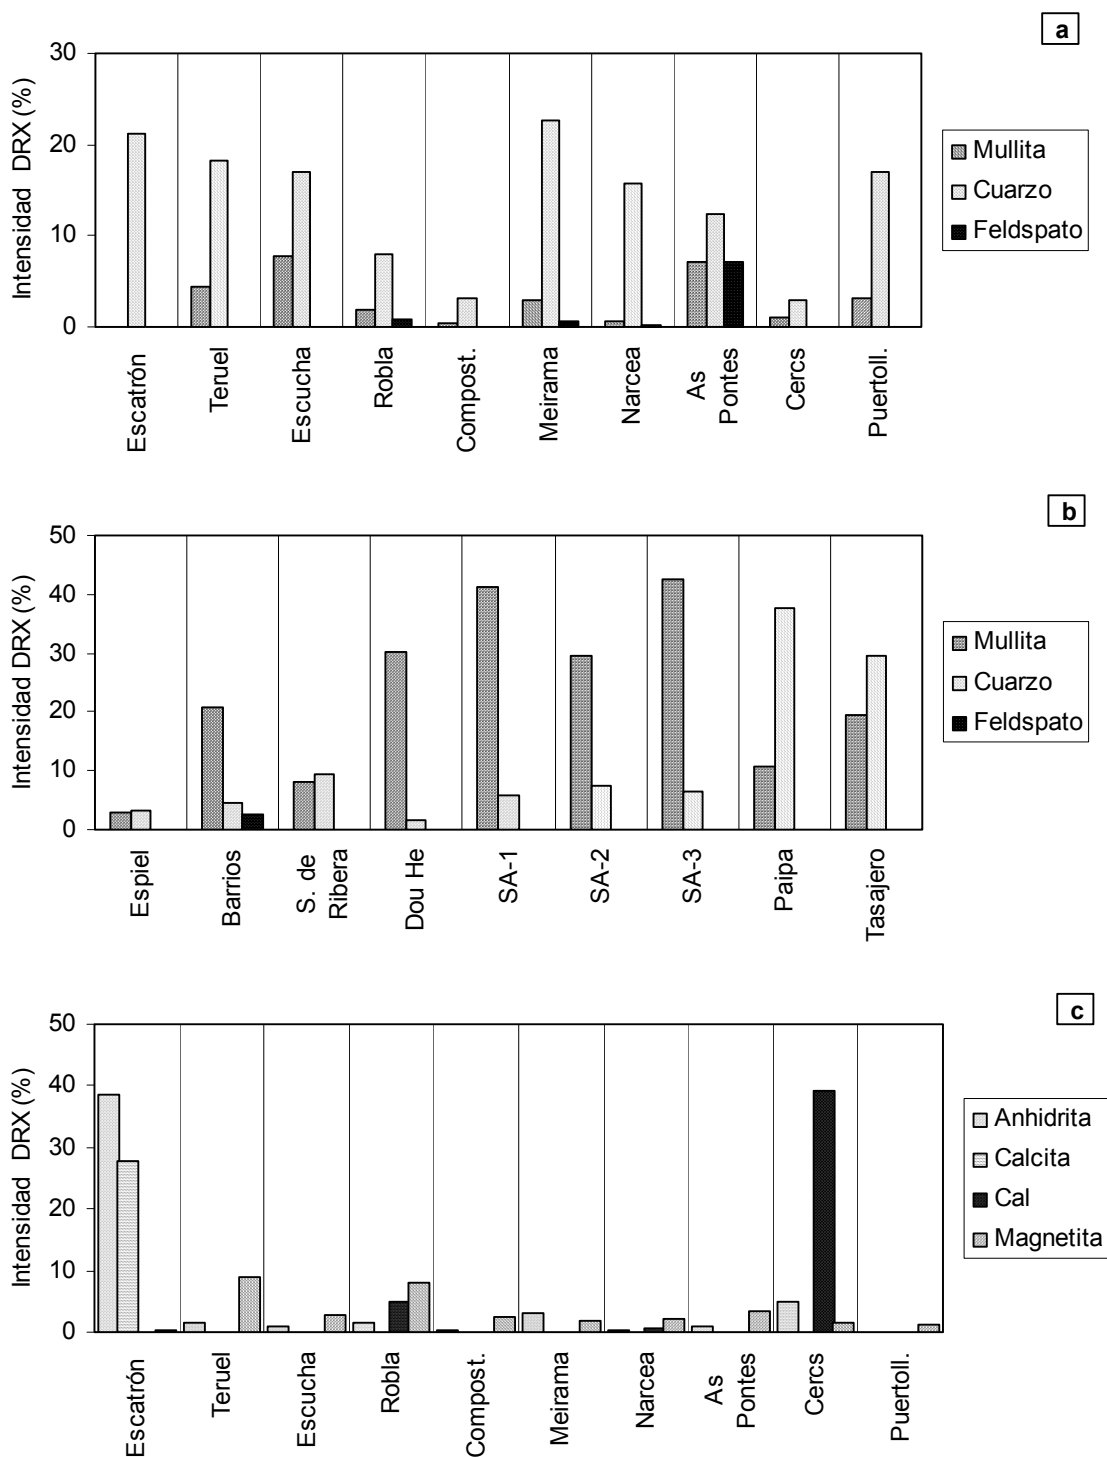 a
Intensidad DRX (%)
30
20
10
0
Escatrón
Teruel
Escucha
Robla
Compost.
Meirama
Narcea
As
Pontes
Cercs
Puertoll.
Mullita
Cuarzo
Feldspato
b
Intensidad DRX (%)
50
40
30
20
10
0
Espiel
Barrios
S. de
Ribera
Dou He
SA-1
SA-2
SA-3
Paipa
Tasajero
Mullita
Cuarzo
Feldspato
c
Intensidad DRX (%)
50
40
30
20
10
0
Escatrón
Teruel
Escucha
Robla
Compost.
Meirama
Narcea
As
Pontes
Cercs
Puertoll.
Anhidrita
Calcita
Cal
Magnetita